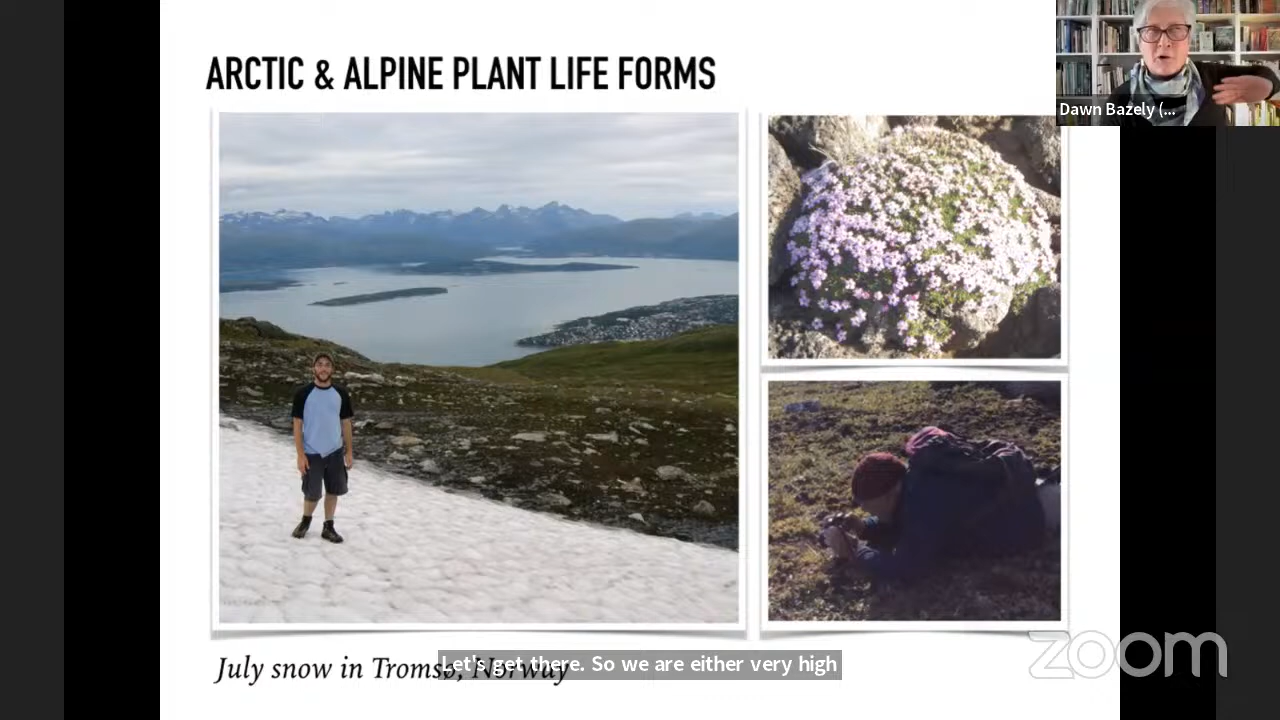 ARCTIC & ALPINE PLANT LIFE FORMS
Dawn Bazely (...
July snow in Tromsø, Norway
Let's get there. So we are either very high
zoom